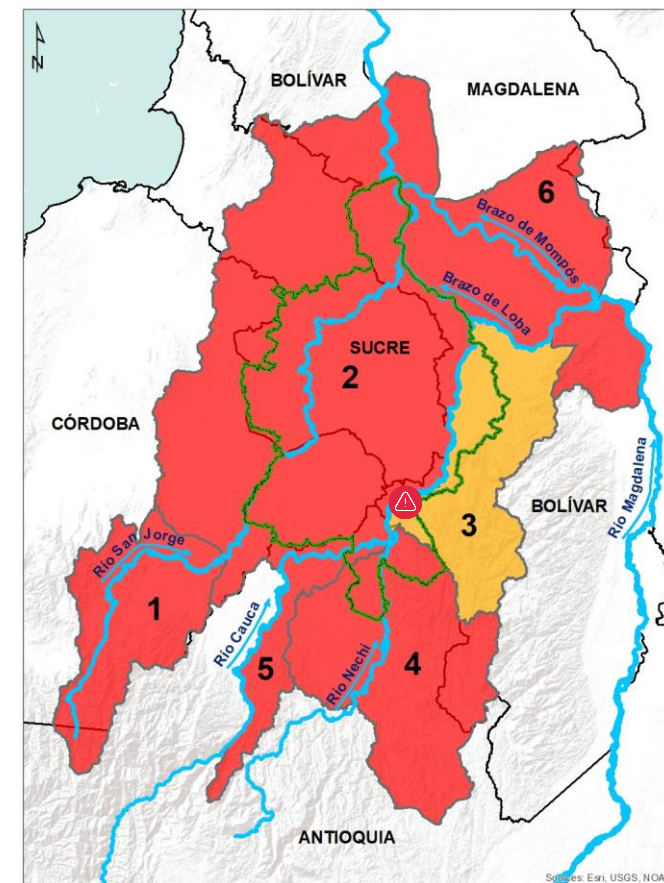 N
BOLÍVAR
MAGDALENA
6
Brazo de Mompós
Brazo de Loba
SUCRE
2
CÓRDOBA
BOLÍVAR
Río Magdalena
3
Río San Jorge
1
Río Cauca
5
Río Nechí
4
ANTIOQUIA
Sources: Esri, USGS, NOA